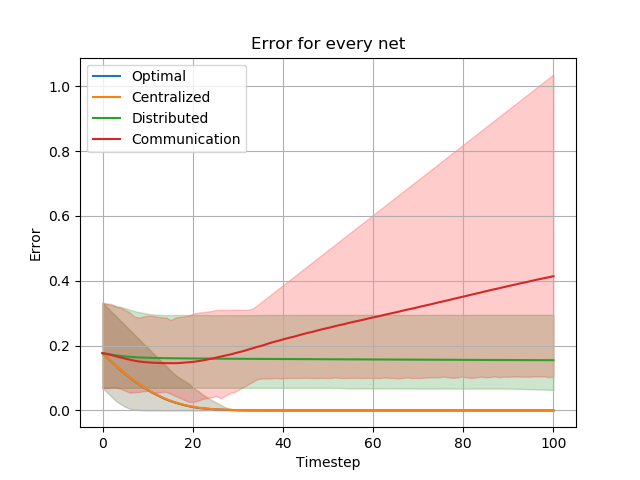 Error for every net
Optimal
Centralized
Distributed
Communication
1.0
0.8
0.6
0.4
0.2
0.0
Error
0 20 40 60 80 100
Timestep